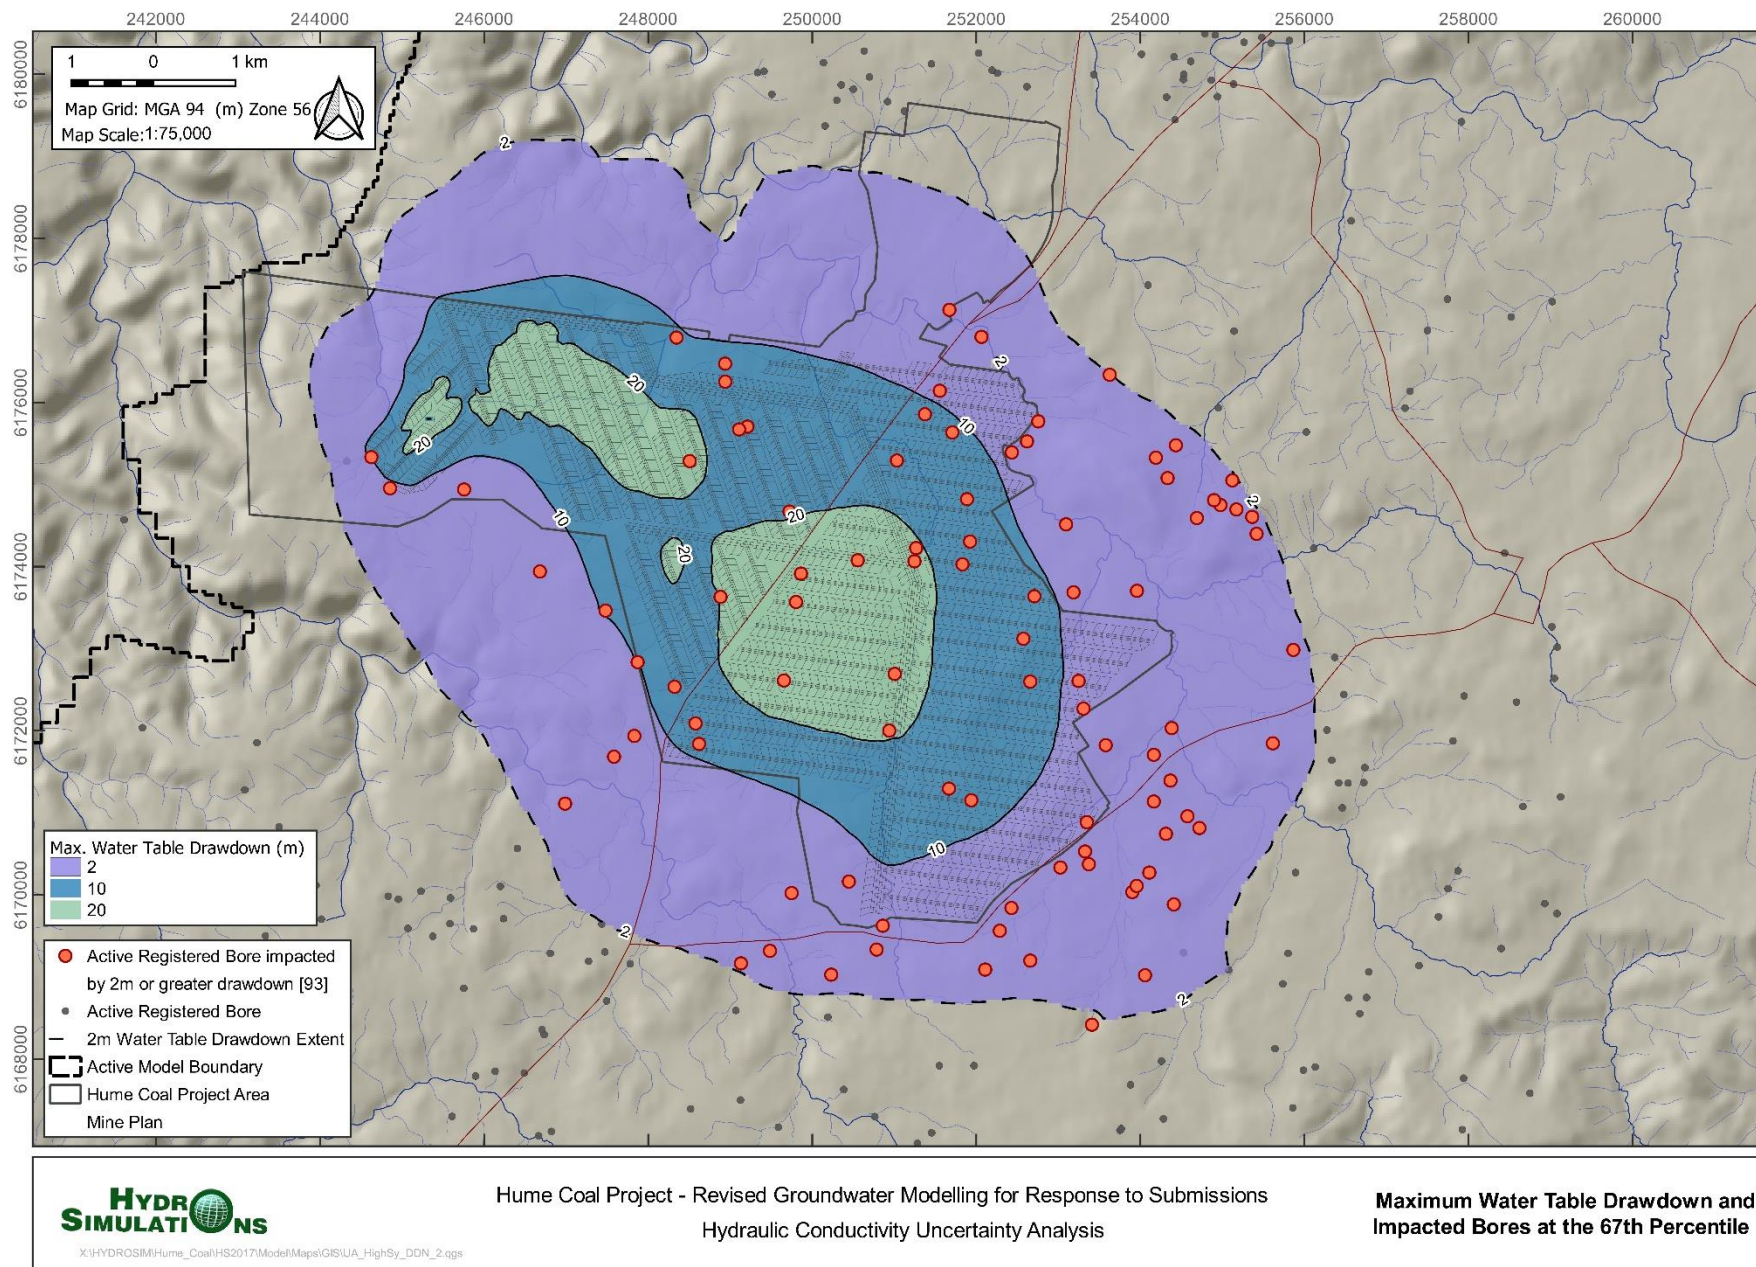 242000 244000 246000 248000 250000 252000 254000 256000 258000 260000
6180000
6178000
6176000
6174000
6172000
6170000
6168000
1 0 1 km
Map Grid: MGA 94 (m) Zone 56
Map Scale:1:75,000
2
2
20
20
10
10
20
2
20
10
2
2
Max. Water Table Drawdown (m)
2
10
20
Active Registered Bore impacted
by 2m or greater drawdown [93]
Active Registered Bore
2m Water Table Drawdown Extent
Active Model Boundary
Hume Coal Project Area
Mine Plan
HYDRO
SIMULATIONS
X:\HYDROSIM\Hume_Coal\HS2017\Model\Maps\GIS\UA_HighSy_DDN_2.qgs
Hume Coal Project - Revised Groundwater Modelling for Response to Submissions
Hydraulic Conductivity Uncertainty Analysis
Maximum Water Table Drawdown and
Impacted Bores at the 67th Percentile